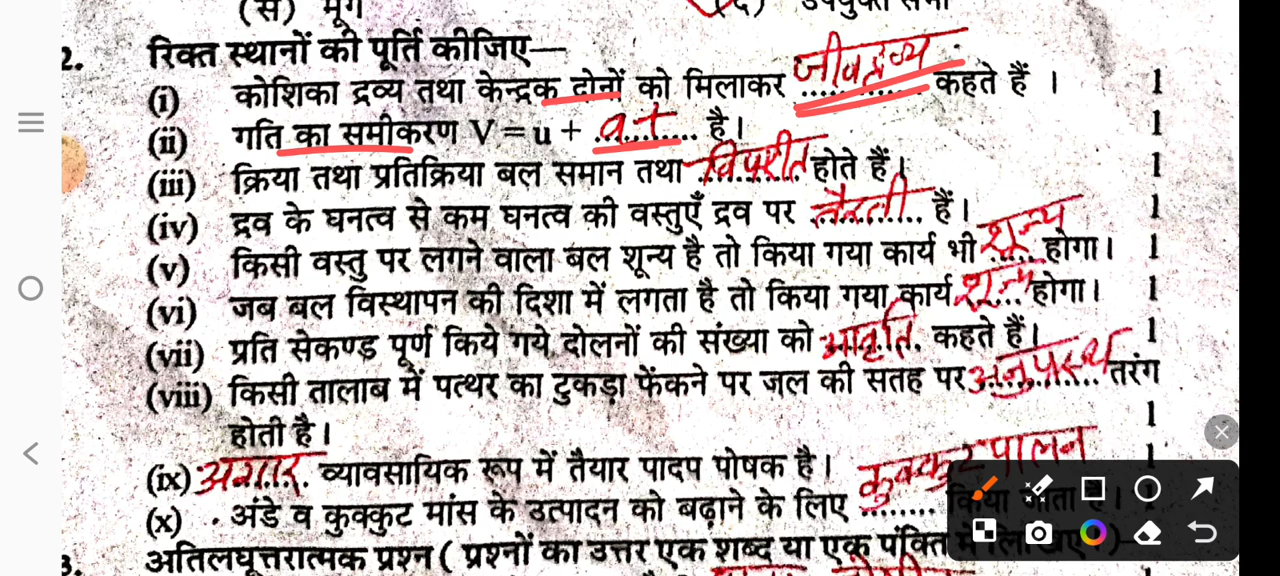 (स) मूंग
2. रिक्त स्थानों की पूर्ति कीजिए—
(i) कोशिका द्रव्य तथा केन्द्रक दोनों को मिलाकर जीवद्रव्य कहते हैं । 1
(ii) गति का समीकरण V = u + at है। 1
(iii) क्रिया तथा प्रतिक्रिया बल समान तथा विपरीत होते हैं। 1
(iv) द्रव के घनत्व से कम घनत्व की वस्तुएँ द्रव पर तैरती हैं। 1
(v) किसी वस्तु पर लगने वाला बल शून्य है तो किया गया कार्य भी शून्य होगा। 1
(vi) जब बल विस्थापन की दिशा में लगता है तो किया गया कार्य शून्य होगा। 1
(vii) प्रति सेकण्ड पूर्ण किये गये दोलनों की संख्या को आवृत्ति कहते हैं। 1
(viii) किसी तालाब में पत्थर का टुकड़ा फेंकने पर जल की सतह पर अनुप्रस्थ तरंग
होती है। 1
(ix) व्यावसायिक रूप में तैयार पादप पोषक है। 1
(x) अंडे व कुक्कुट मांस के उत्पादन को बढ़ाने के लिए कुक्कुट पालन किया जाता है।
3. अतिलघूत्तरात्मक प्रश्न ( प्रश्नों का उत्तर एक शब्द या एक पंक्ति में लिखिए।)—